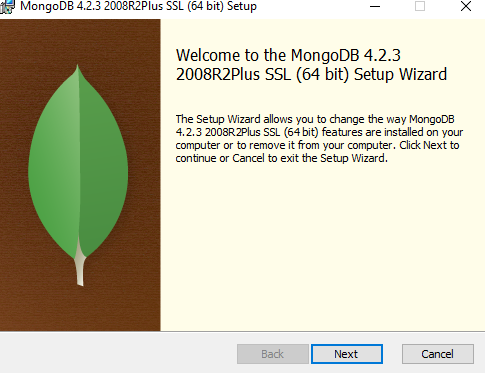 MongoDB 4.2.3 2008R2Plus SSL (64 bit) Setup
Welcome to the MongoDB 4.2.3
2008R2Plus SSL (64 bit) Setup Wizard
The Setup Wizard allows you to change the way MongoDB
4.2.3 2008R2Plus SSL (64 bit) features are installed on your
computer or to remove it from your computer. Click Next to
continue or Cancel to exit the Setup Wizard.
Back Next Cancel